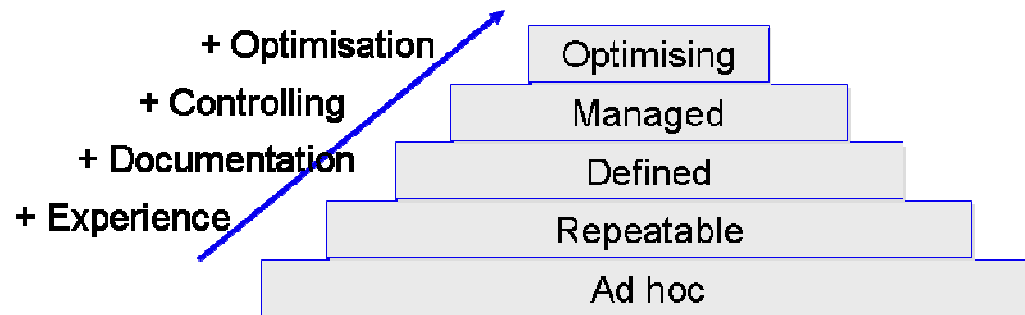 + Optimisation
Optimising
+ Controlling
Managed
+ Documentation
Defined
+ Experience
Repeatable
Ad hoc